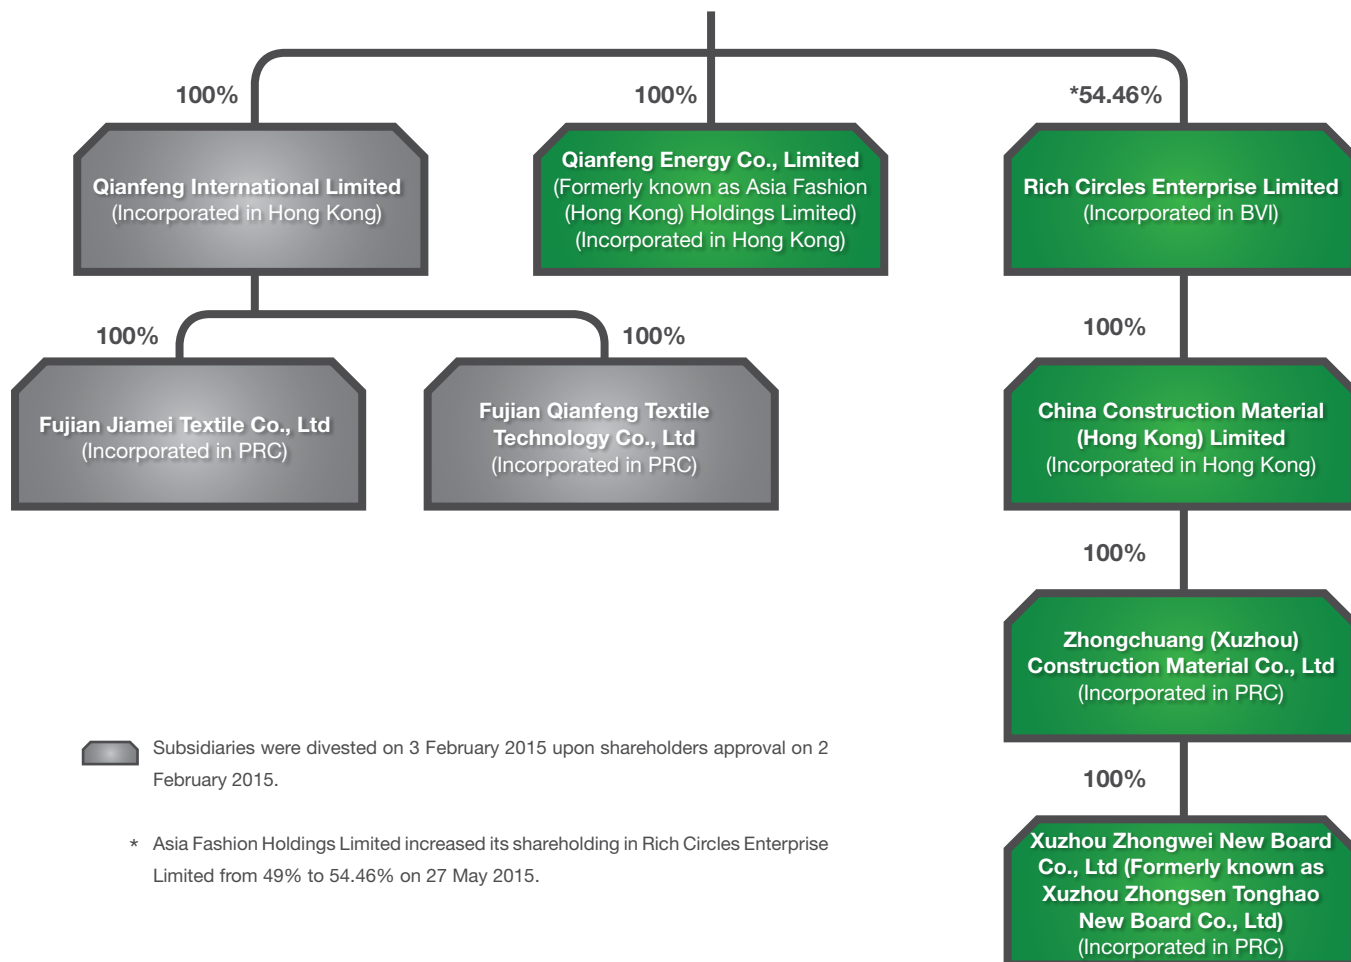 100%
100%
*54.46%
Qianfeng International Limited
(Incorporated in Hong Kong)
Qianfeng Energy Co., Limited
(Formerly known as Asia Fashion
(Hong Kong) Holdings Limited)
(Incorporated in Hong Kong)
Rich Circles Enterprise Limited
(Incorporated in BVI)
100%
100%
100%
Fujian Jiamei Textile Co., Ltd
(Incorporated in PRC)
Fujian Qianfeng Textile
Technology Co., Ltd
(Incorporated in PRC)
China Construction Material
(Hong Kong) Limited
(Incorporated in Hong Kong)
100%
Zhongchuang (Xuzhou)
Construction Material Co., Ltd
(Incorporated in PRC)
100%
Xuzhou Zhongwei New Board
Co., Ltd (Formerly known as
Xuzhou Zhongsen Tonghao
New Board Co., Ltd)
(Incorporated in PRC)
Subsidiaries were divested on 3 February 2015 upon shareholders approval on 2
February 2015.
* Asia Fashion Holdings Limited increased its shareholding in Rich Circles Enterprise
Limited from 49% to 54.46% on 27 May 2015.